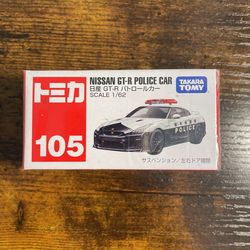 トミカ
NISSAN GT-R POLICE CAR
日産 GT-R パトロールカー
SCALE 1/62
TAKARA
TOMY
105
POLICE
サスペンション／左右ドア開閉